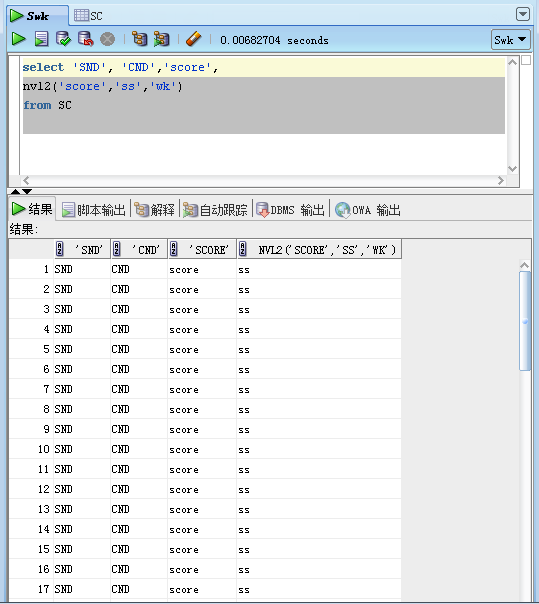 Swk SC
0.00682704 seconds Swk
select 'SND', 'CND','score',
nvl2('score','ss','wk')
from SC
结果 脚本输出 解释 自动跟踪 DBMS 输出 OWA 输出
结果:
'SND' 'CND' 'SCORE' NVL2('SCORE','SS','WK')
1 SND CND score ss
2 SND CND score ss
3 SND CND score ss
4 SND CND score ss
5 SND CND score ss
6 SND CND score ss
7 SND CND score ss
8 SND CND score ss
9 SND CND score ss
10 SND CND score ss
11 SND CND score ss
12 SND CND score ss
13 SND CND score ss
14 SND CND score ss
15 SND CND score ss
16 SND CND score ss
17 SND CND score ss